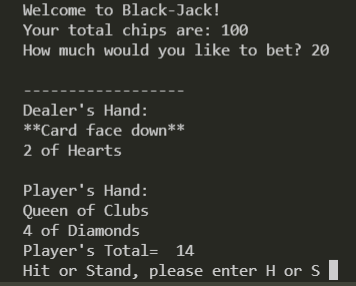 Welcome to Black-Jack!
Your total chips are: 100
How much would you like to bet? 20
------------------
Dealer's Hand:
**Card face down**
2 of Hearts
Player's Hand:
Queen of Clubs
4 of Diamonds
Player's Total=  14
Hit or Stand, please enter H or S